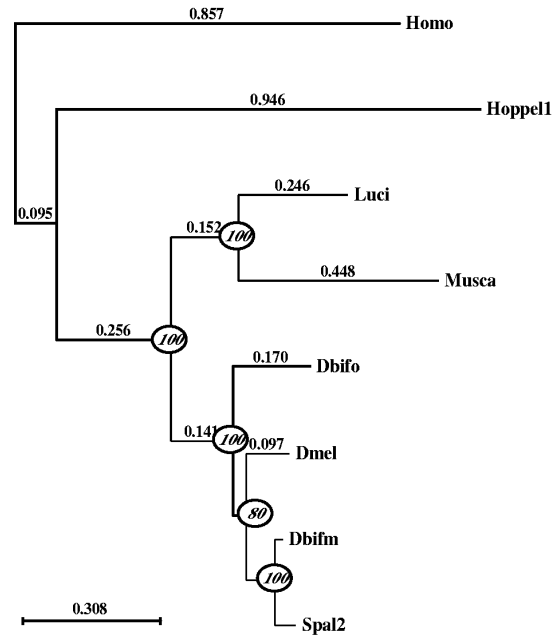 0.857
Homo
0.946
Hoppel1
0.246
Luci
0.095
0.152
100
0.448
Musca
0.256
100
0.170
Dbifo
0.141
100
0.097
Dmel
80
Dbifm
100
0.308
Spal2